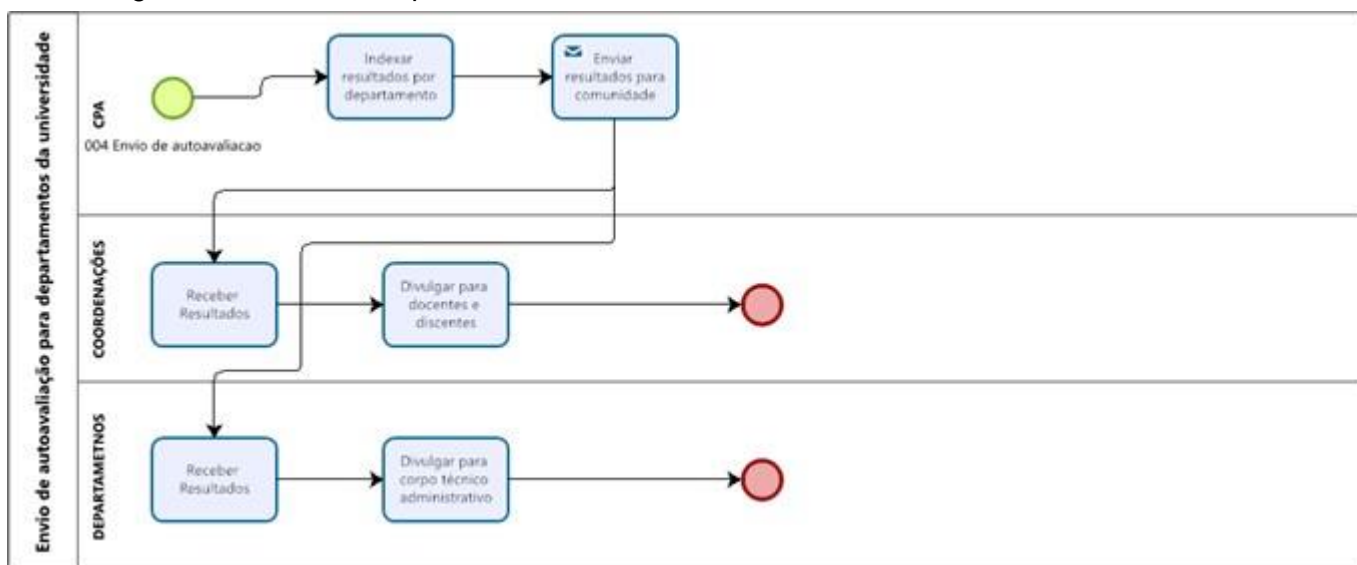 Envio de autoavaliação para departamentos da universidade
CPA
004 Envio de autoavaliacao
Indexar
resultados por
departamento
Enviar
resultados para
comunidade
COORDENAÇÕES
Receber
Resultados
Divulgar para
docentes e
discentes
DEPARTAMETNOS
Receber
Resultados
Divulgar para
corpo técnico
administrativo